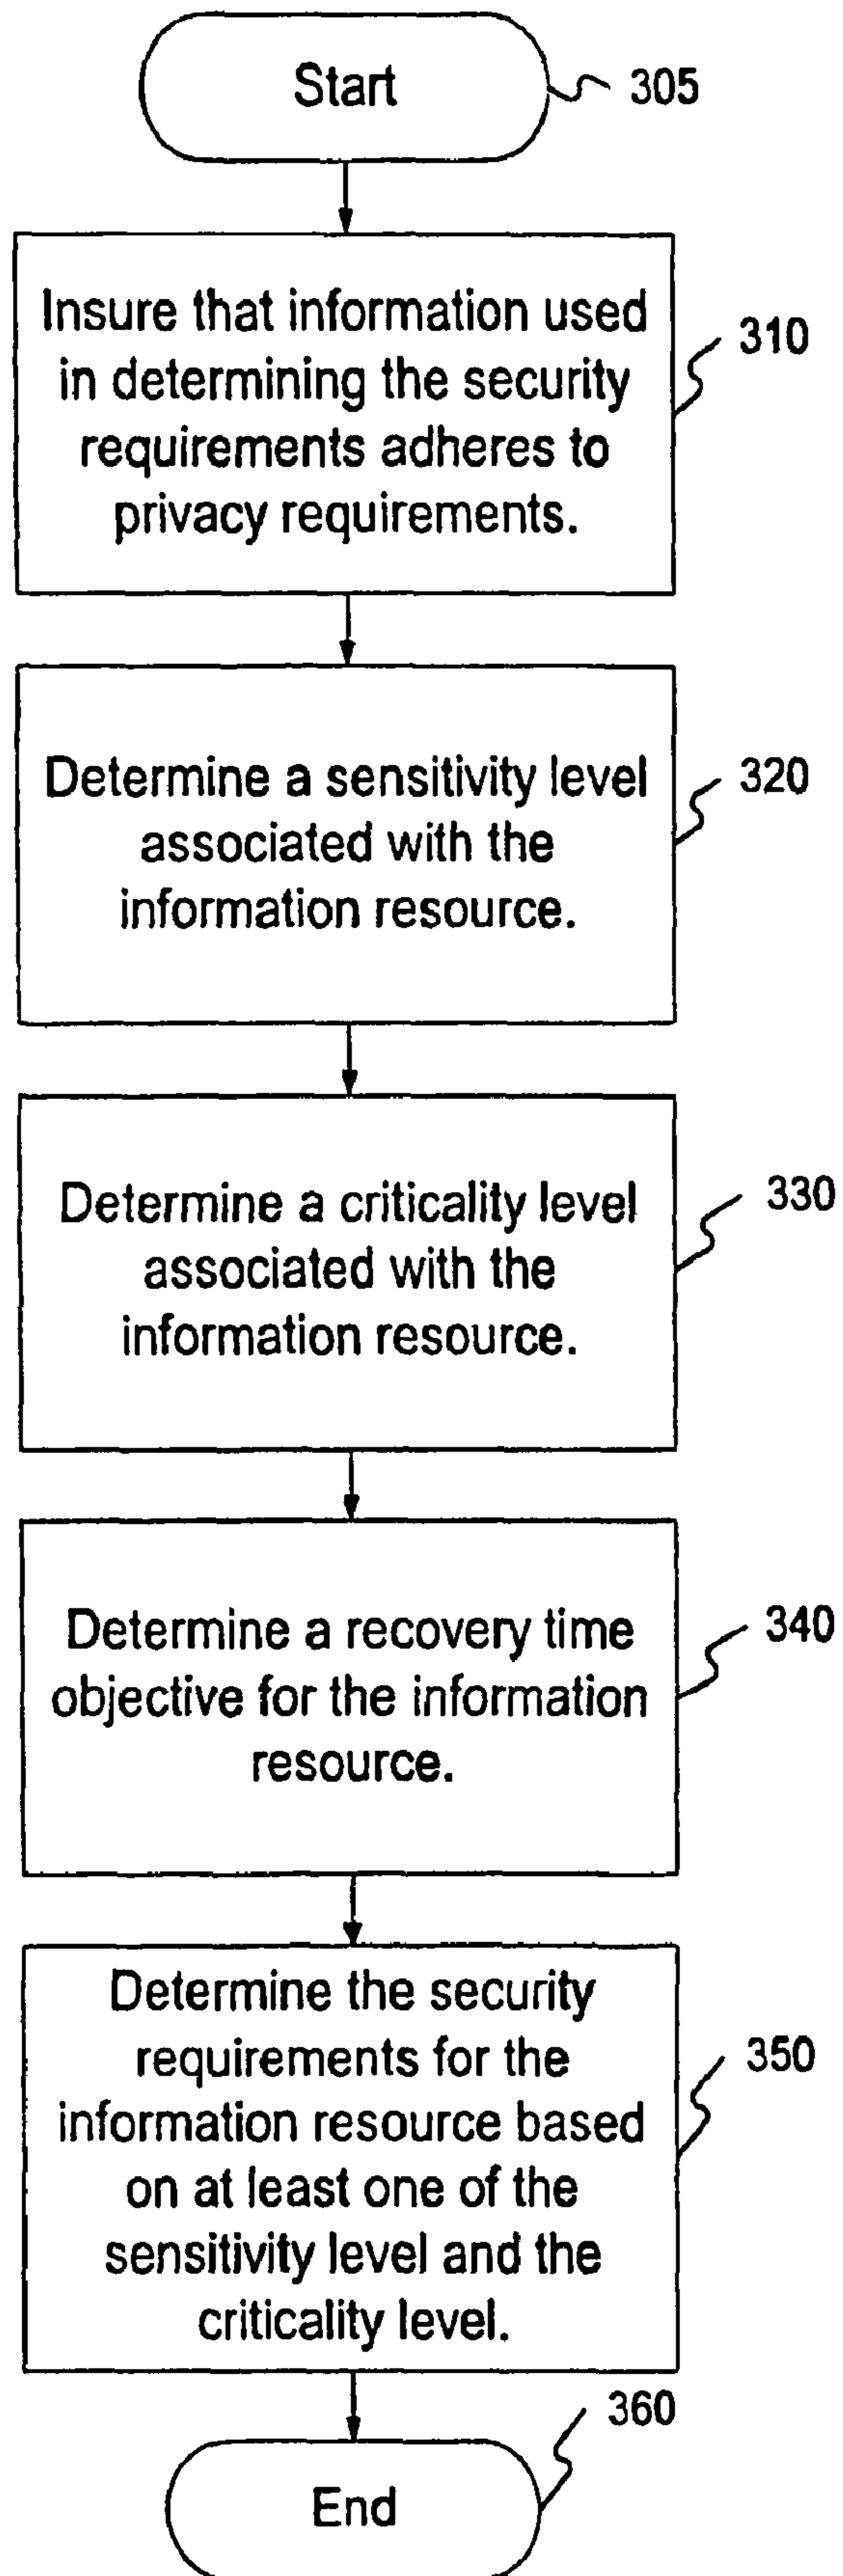 Start
305
Insure that information used
in determining the security
requirements adheres to
privacy requirements.
310
Determine a sensitivity level
associated with the
information resource.
320
Determine a criticality level
associated with the
information resource.
330
Determine a recovery time
objective for the information
resource.
340
Determine the security
requirements for the
information resource based
on at least one of the
sensitivity level and the
criticality level.
350
End
360